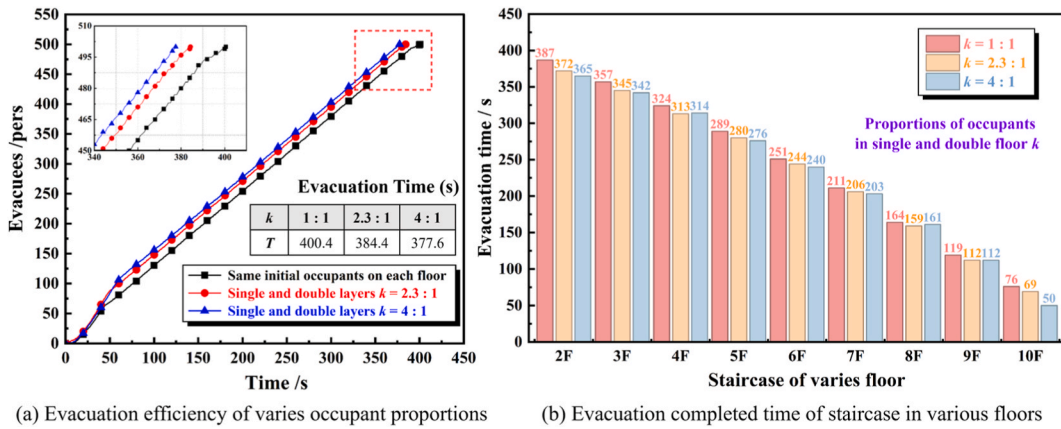 550
500
450
400
350
300
250
200
150
100
50
0
Evacuees /pers
0 50 100 150 200 250 300 350 400 450
Time /s
510
495
480
465
450
340 360 380 400
Evacuation Time (s)
k 1 : 1 2.3 : 1 4 : 1
T 400.4 384.4 377.6
Same initial occupants on each floor
Single and double layers k = 2.3 : 1
Single and double layers k = 4 : 1
(a) Evacuation efficiency of varies occupant proportions
450
400
350
300
250
200
150
100
50
Evacuation time / s
k = 1 : 1
k = 2.3 : 1
k = 4 : 1
Proportions of occupants
in single and double floor k
387 372 365
357 345 342
324 313 314
289 280 276
251 244 240
211 206 203
164 159 161
119 112 112
76 69 50
2F 3F 4F 5F 6F 7F 8F 9F 10F
Staircase of varies floor
(b) Evacuation completed time of staircase in various floors